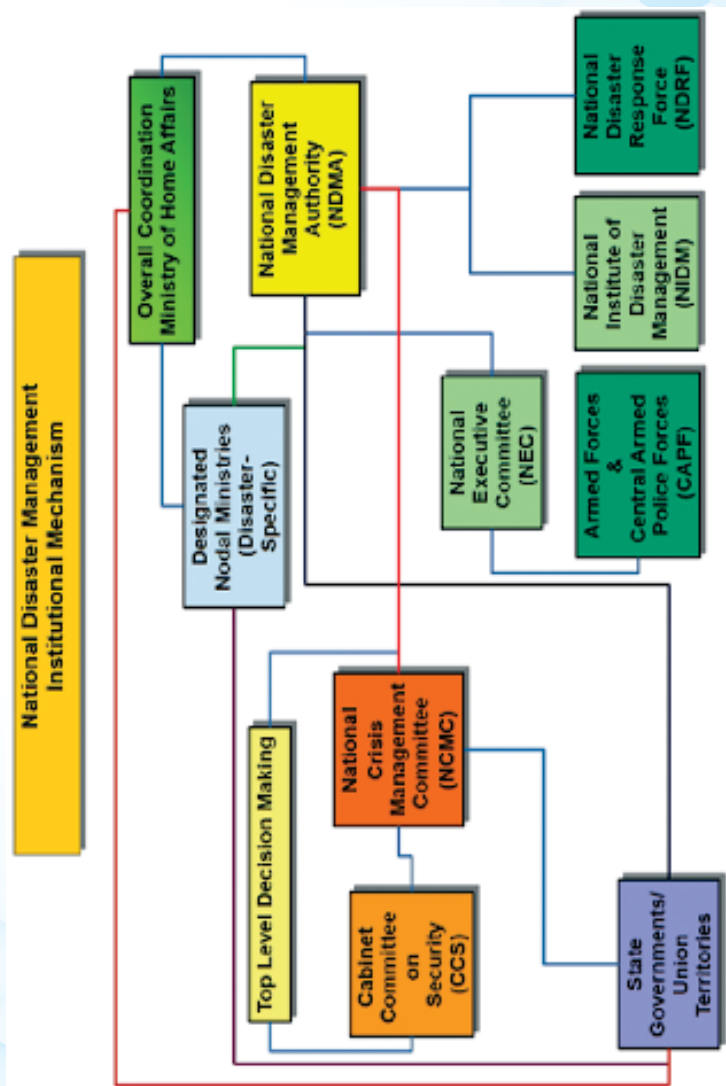 National Disaster Management
Institutional Mechanism
Top Level Decision Making
Overall Coordination
Ministry of Home Affairs
Designated
Nodal Ministries
(Disaster-
Specific)
National Disaster
Management
Authority
(NDMA)
Cabinet
Committee
on
Security
(CCS)
National
Crisis
Management
Committee
(NCMC)
National
Executive
Committee
(NEC)
State
Governments/
Union
Territories
Armed Forces
&
Central Armed
Police Forces
(CAPF)
National
Institute of
Disaster
Management
(NIDM)
National
Disaster
Response
Force
(NDRF)